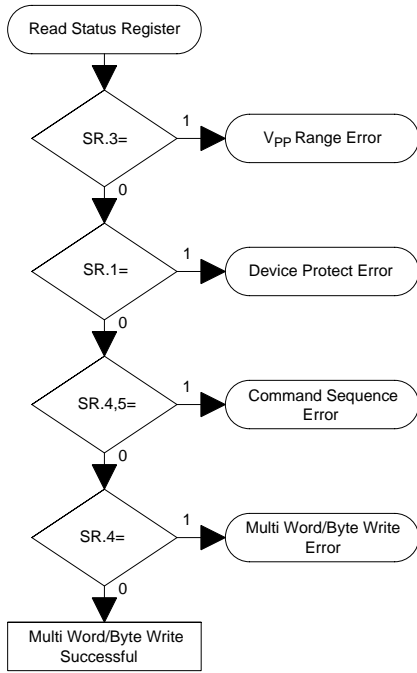 Read Status Register
SR.3=
1
V_PP Range Error
0
SR.1=
1
Device Protect Error
0
SR.4,5=
1
Command Sequence
Error
0
SR.4=
1
Multi Word/Byte Write
Error
0
Multi Word/Byte Write
Successful